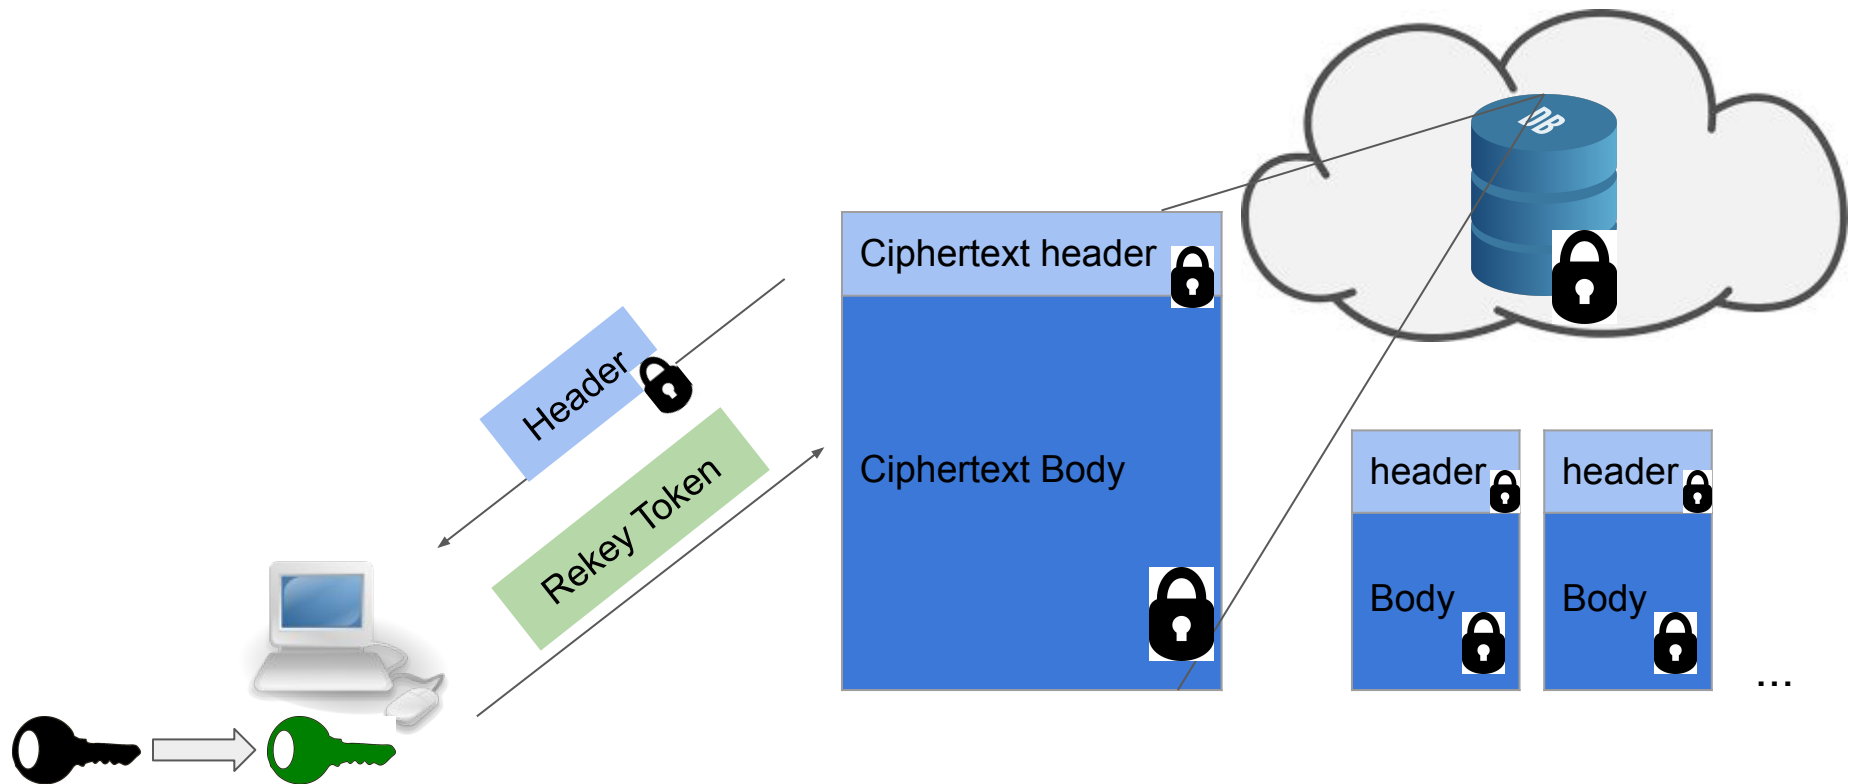 DB
Ciphertext header
Header
Ciphertext Body
Rekey Token
header
header
Body
Body
...